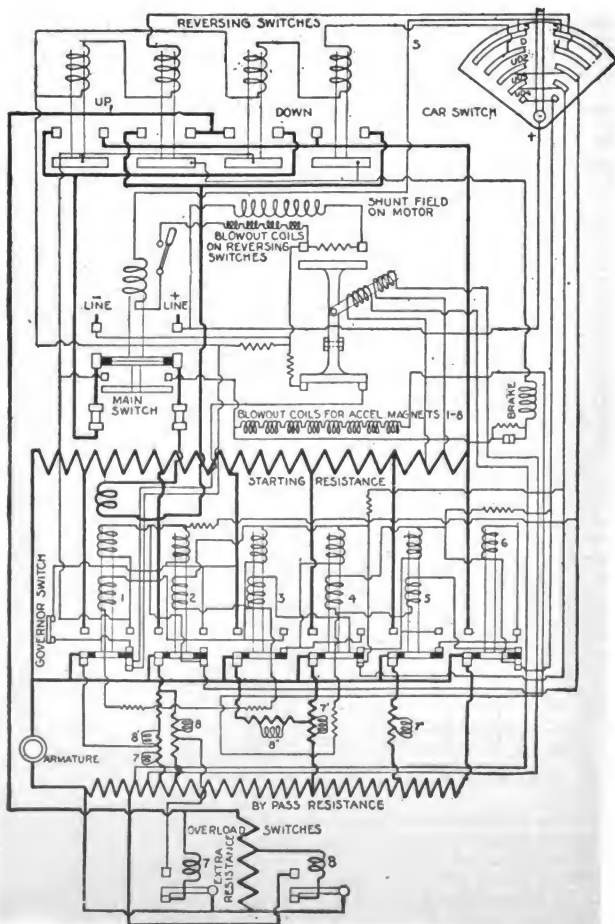 REVERSING SWITCHES
S
UP
DOWN
CAR SWITCH
+
SHUNT FIELD
ON MOTOR
BLOWOUT COILS
ON REVERSING
SWITCHES
− LINE
+ LINE
MAIN
SWITCH
BLOWOUT COILS FOR ACCEL MAGNETS 1-8
BRAKE
STARTING RESISTANCE
GOVERNOR SWITCH
1
2
3
4
5
6
8
8'
7
8"
7'
7"
ARMATURE
BY PASS RESISTANCE
OVERLOAD SWITCHES
7
EXTRA
RESISTANCE
8